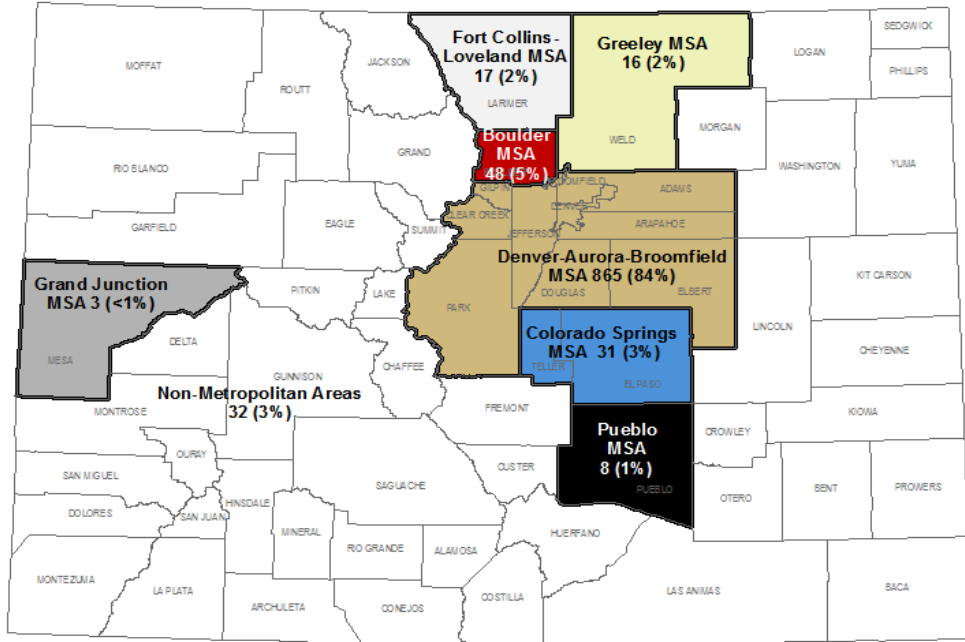 SEDGWICK
Fort Collins-
Loveland MSA
17 (2%)
Greeley MSA
16 (2%)
LOGAN
MOFFAT
JACKSON
PHILLIPS
ROUTT
LARIMER
MORGAN
Boulder
MSA
48 (5%)
WELD
GRAND
RIO BLANCO
WASHINGTON
YUMA
GILPIN
ADAMS
CLEAR CREEK
GARFIELD
EAGLE
SUMMIT
JEFFERSON
ARAPAHOE
Denver-Aurora-Broomfield
MSA 865 (84%)
KIT CARSON
Grand Junction
MSA 3 (<1%)
PITKIN
LAKE
DOUGLAS
ELBERT
PARK
LINCOLN
Colorado Springs
MSA 31 (3%)
DELTA
CHEYENNE
MESA
CHAFFEE
TELLER
GUNNISON
EL PASO
Non-Metropolitan Areas
32 (3%)
MONTROSE
FREMONT
KIOWA
Pueblo
MSA
8 (1%)
CROWLEY
OURAY
CUSTER
SAN MIGUEL
SAGUACHE
PUEBLO
BENT
PROWERS
OTERO
HINSDALE
DOLORES
SAN JUAN
MINERAL
HUERFANO
RIO GRANDE
ALAMOSA
MONTEZUMA
LA PLATA
LAS ANIMAS
BACA
COSTILLA
ARCHULETA
CONEJOS